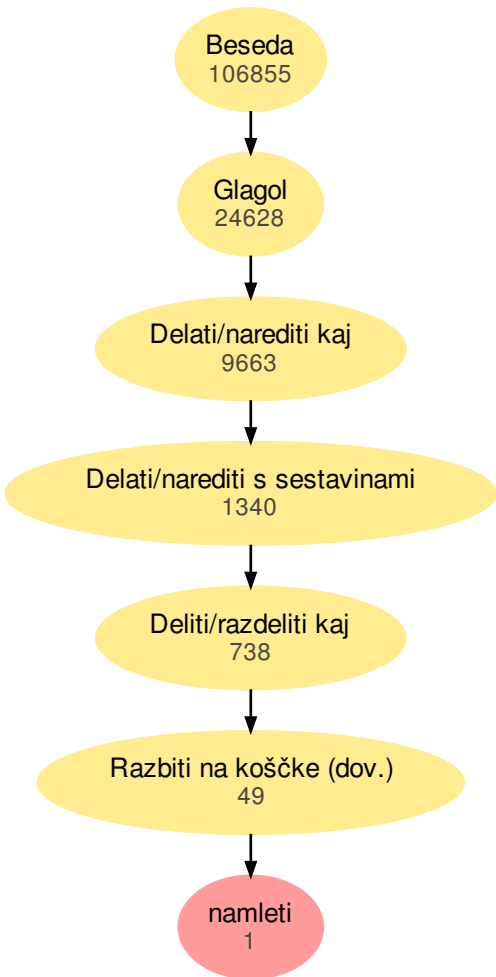 Beseda
106855
Glagol
24628
Delati/narediti kaj
9663
Delati/narediti s sestavinami
1340
Deliti/razdeliti kaj
738
Razbiti na koščke (dov.)
49
namleti
1